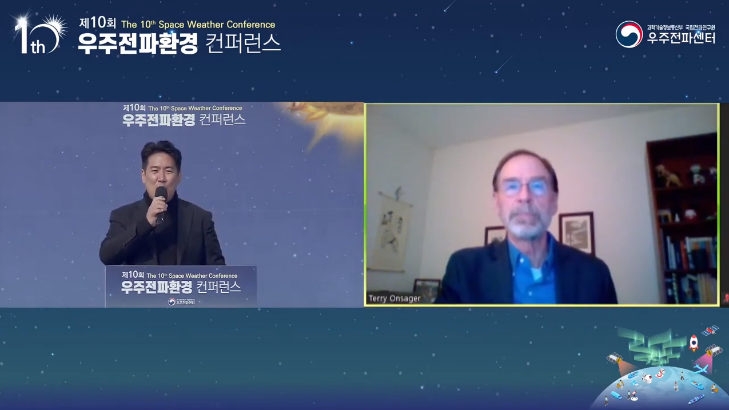 10th
제10회 The 10th Space Weather Conference
우주전파환경 컨퍼런스
과학기술정보통신부 국립전파연구원
우주전파센터
제10회 The 10th Space Weather Conference
우주전파환경 컨퍼런스
제10회 The 10th Space Weather Conference
우주전파환경 컨퍼런스
Terry Onsager